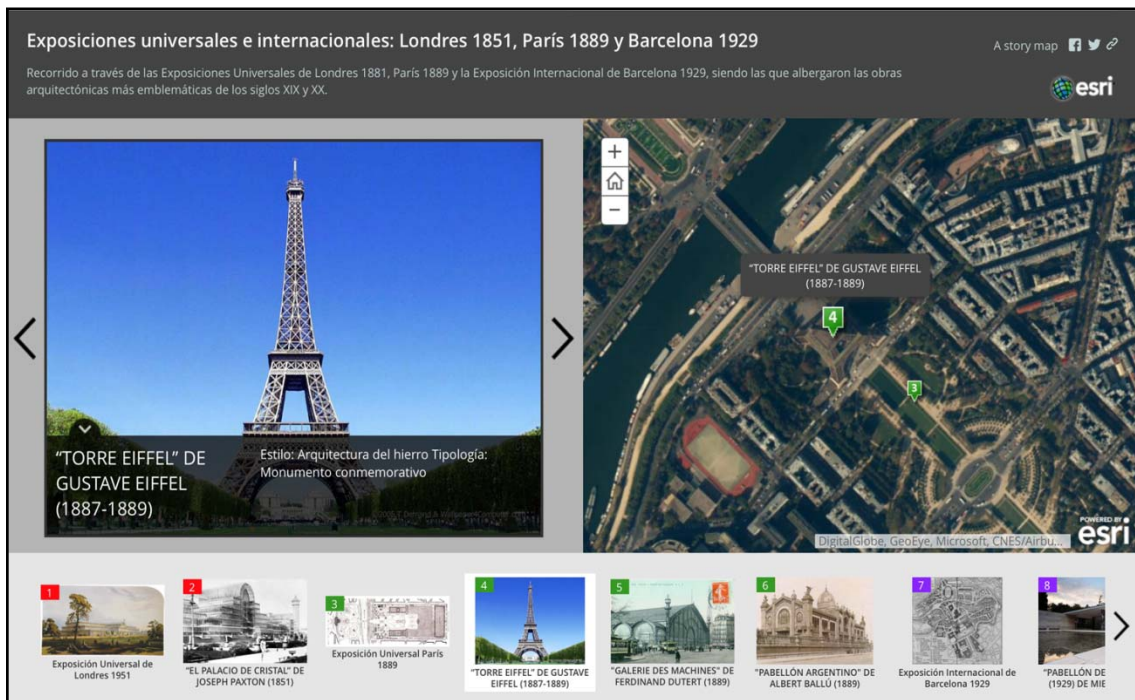 Exposiciones universales e internacionales: Londres 1851, París 1889 y Barcelona 1929
A story map
Recorrido a través de las Exposiciones Universales de Londres 1881, París 1889 y la Exposición Internacional de Barcelona 1929, siendo las que albergaron las obras
arquitectónicas más emblemáticas de los siglos XIX y XX.
esri
"TORRE EIFFEL" DE
GUSTAVE EIFFEL
(1887-1889)
Estilo: Arquitectura del hierro Tipología:
Monumento conmemorativo
"TORRE EIFFEL" DE GUSTAVE EIFFEL
(1887-1889)
4
3
POWERED BY
esri
DigitalGlobe, GeoEye, Microsoft, CNES/Airbu...
1
Exposición Universal de
Londres 1951
2
"EL PALACIO DE CRISTAL" DE
JOSEPH PAXTON (1851)
3
Exposición Universal París
1889
4
"TORRE EIFFEL" DE GUSTAVE
EIFFEL (1887-1889)
5
"GALERIE DES MACHINES" DE
FERDINAND DUTERT (1889)
6
"PABELLÓN ARGENTINO" DE
ALBERT BALLÚ (1889)
7
Exposición Internacional de
Barcelona 1929
8
"PABELLÓN DE
(1929) DE MIE